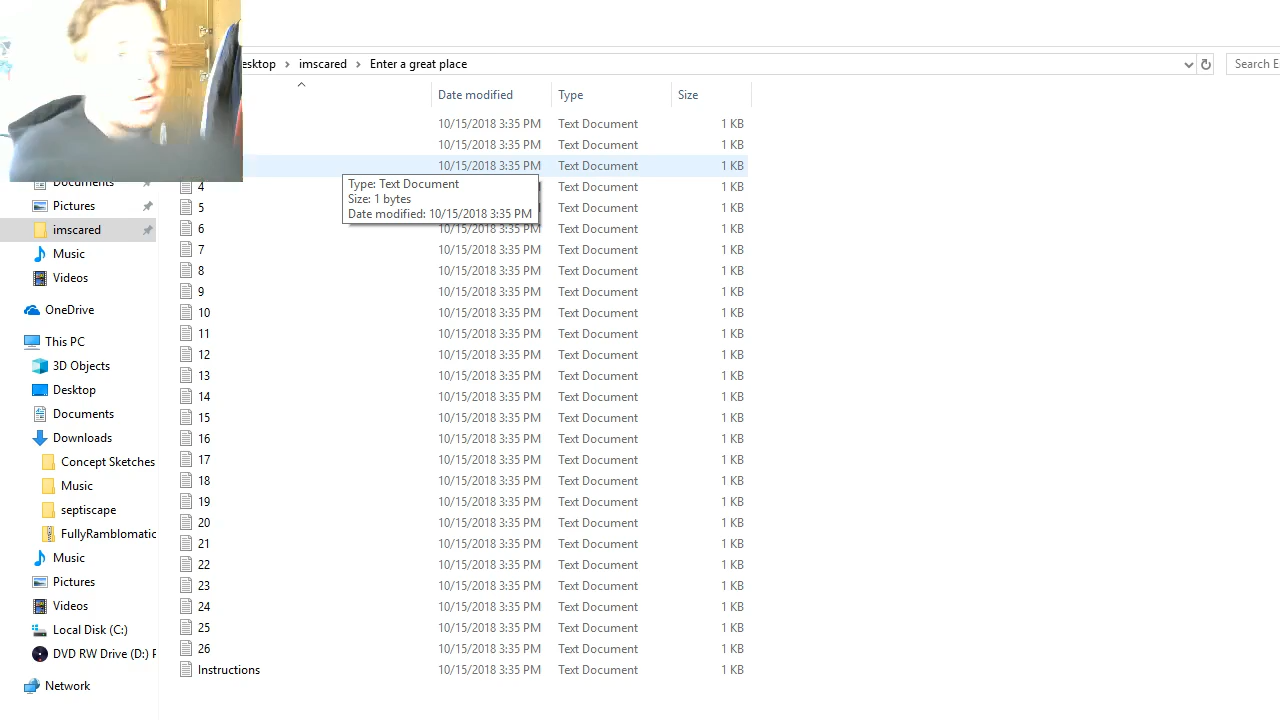 esktop > imscared > Enter a great place
Search E
Date modified Type Size
10/15/2018 3:35 PM Text Document 1 KB
10/15/2018 3:35 PM Text Document 1 KB
10/15/2018 3:35 PM Text Document 1 KB
4 Text Document 1 KB
5 Text Document 1 KB
6 10/15/2018 3:35 PM Text Document 1 KB
7 10/15/2018 3:35 PM Text Document 1 KB
8 10/15/2018 3:35 PM Text Document 1 KB
9 10/15/2018 3:35 PM Text Document 1 KB
10 10/15/2018 3:35 PM Text Document 1 KB
11 10/15/2018 3:35 PM Text Document 1 KB
12 10/15/2018 3:35 PM Text Document 1 KB
13 10/15/2018 3:35 PM Text Document 1 KB
14 10/15/2018 3:35 PM Text Document 1 KB
15 10/15/2018 3:35 PM Text Document 1 KB
16 10/15/2018 3:35 PM Text Document 1 KB
17 10/15/2018 3:35 PM Text Document 1 KB
18 10/15/2018 3:35 PM Text Document 1 KB
19 10/15/2018 3:35 PM Text Document 1 KB
20 10/15/2018 3:35 PM Text Document 1 KB
21 10/15/2018 3:35 PM Text Document 1 KB
22 10/15/2018 3:35 PM Text Document 1 KB
23 10/15/2018 3:35 PM Text Document 1 KB
24 10/15/2018 3:35 PM Text Document 1 KB
25 10/15/2018 3:35 PM Text Document 1 KB
26 10/15/2018 3:35 PM Text Document 1 KB
Instructions 10/15/2018 3:35 PM Text Document 1 KB
Type: Text Document
Size: 1 bytes
Date modified: 10/15/2018 3:35 PM
Documents
Pictures
imscared
Music
Videos
OneDrive
This PC
3D Objects
Desktop
Documents
Downloads
Concept Sketches
Music
septiscape
FullyRamblomatic
Music
Pictures
Videos
Local Disk (C:)
DVD RW Drive (D:) F
Network